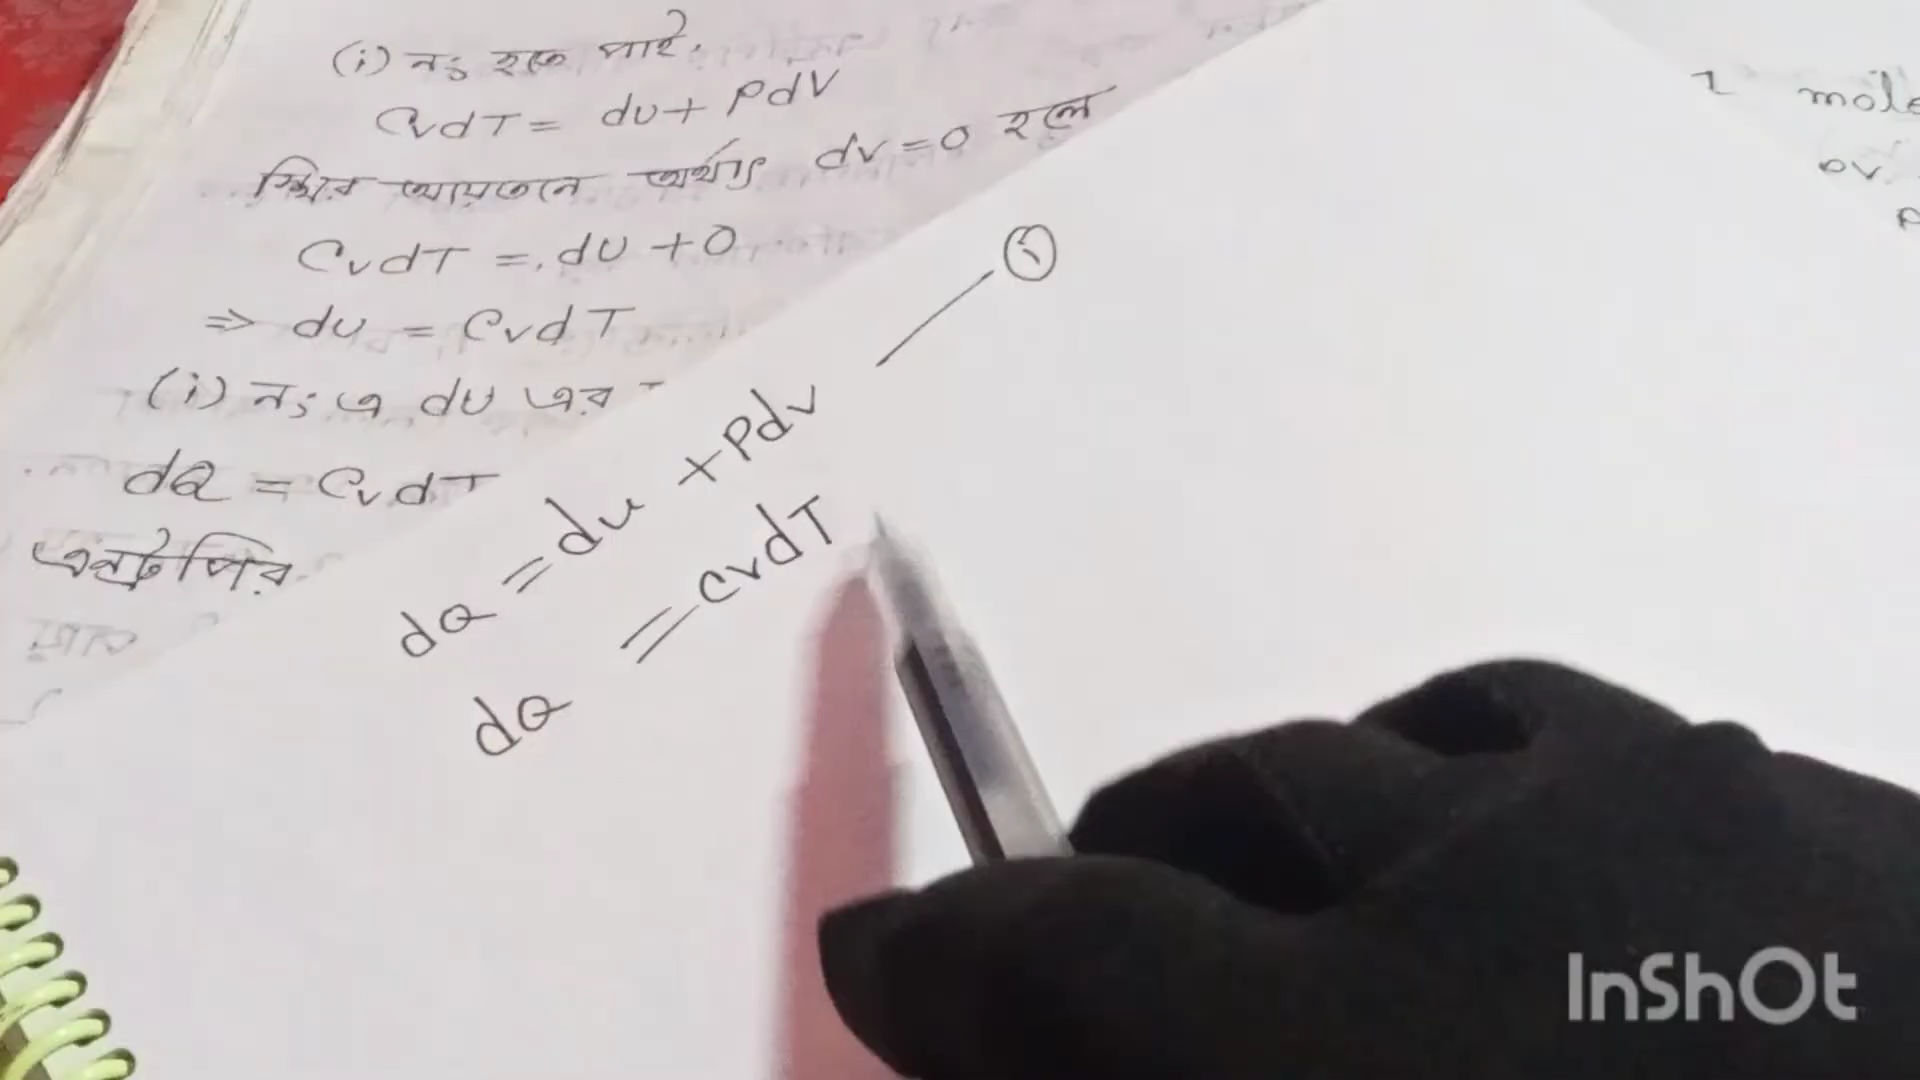 (i) নং হতে পাই.
CvdT = du + PdV
স্থির আয়তনে অর্থাৎ dv = 0 হলে
CvdT = du + 0
⇒ du = CvdT
(i) নং এ du এর
dQ = CvdT
এনট্রপির
dQ = du + Pdv —— ①
dQ = CvdT
1 mole
InShOt